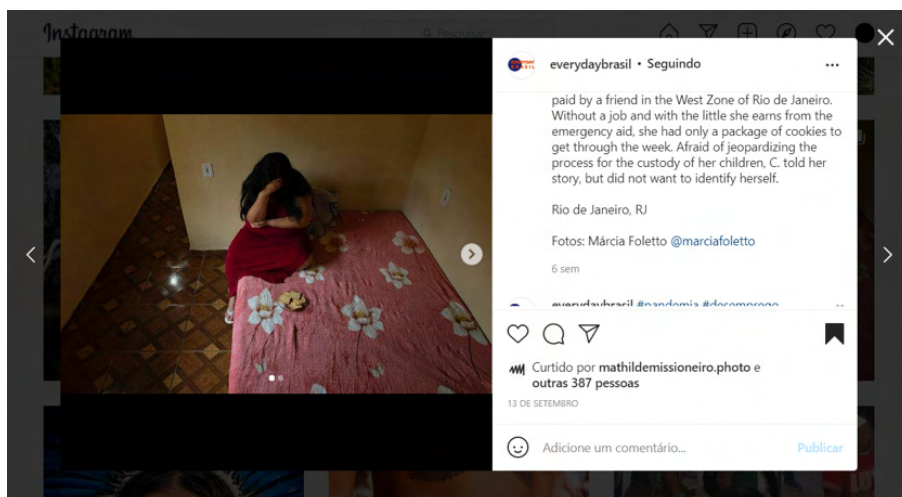 Instagram
Pesquisar
everydaybrasil • Seguindo
paid by a friend in the West Zone of Rio de Janeiro.
Without a job and with the little she earns from the
emergency aid, she had only a package of cookies to
get through the week. Afraid of jeopardizing the
process for the custody of her children, C. told her
story, but did not want to identify herself.
Rio de Janeiro, RJ
Fotos: Márcia Foletto @marciafoletto
6 sem
everydaybrasil #pandemia #desemprego
Curtido por mathildemissioneiro.photo e
outras 387 pessoas
13 DE SETEMBRO
Adicione um comentário...
Publicar